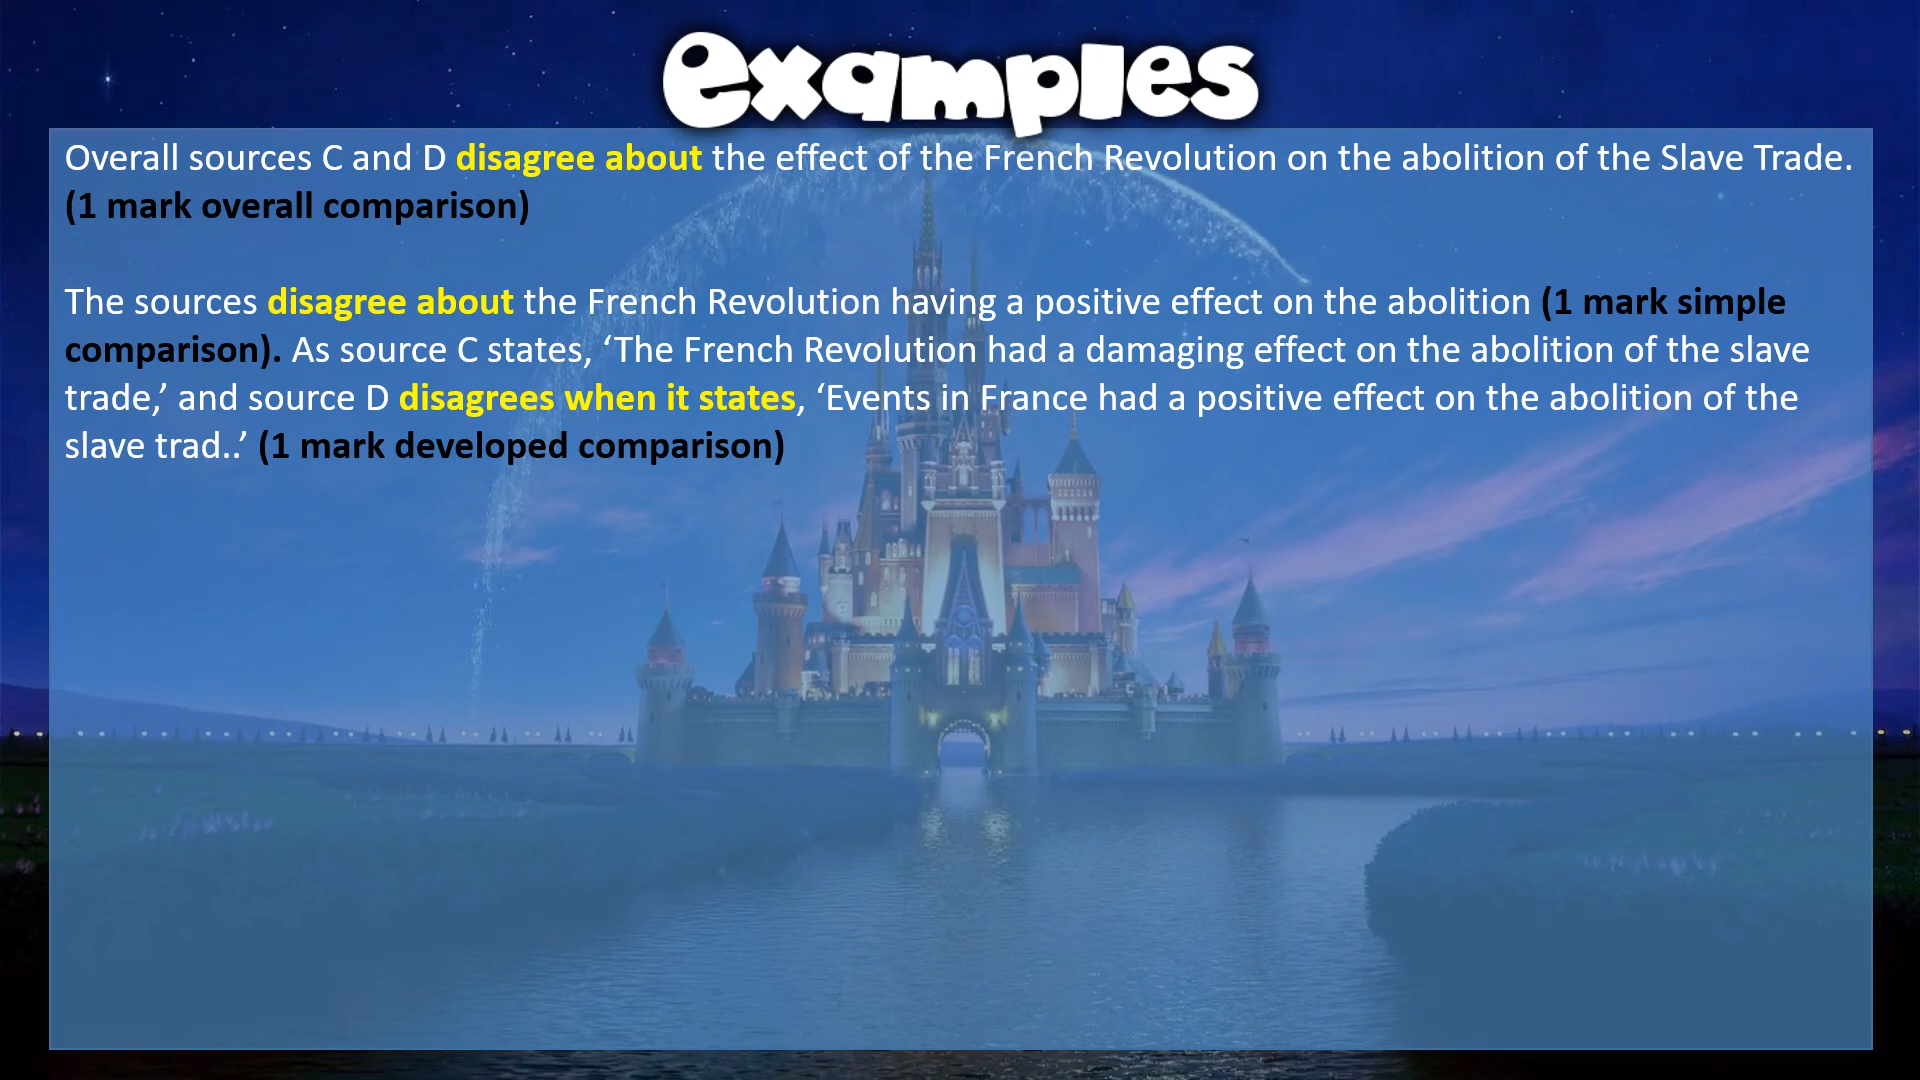 examples
Overall sources C and D disagree about the effect of the French Revolution on the abolition of the Slave Trade.
(1 mark overall comparison)
The sources disagree about the French Revolution having a positive effect on the abolition (1 mark simple
comparison). As source C states, ‘The French Revolution had a damaging effect on the abolition of the slave
trade,’ and source D disagrees when it states, ‘Events in France had a positive effect on the abolition of the
slave trad..’ (1 mark developed comparison)